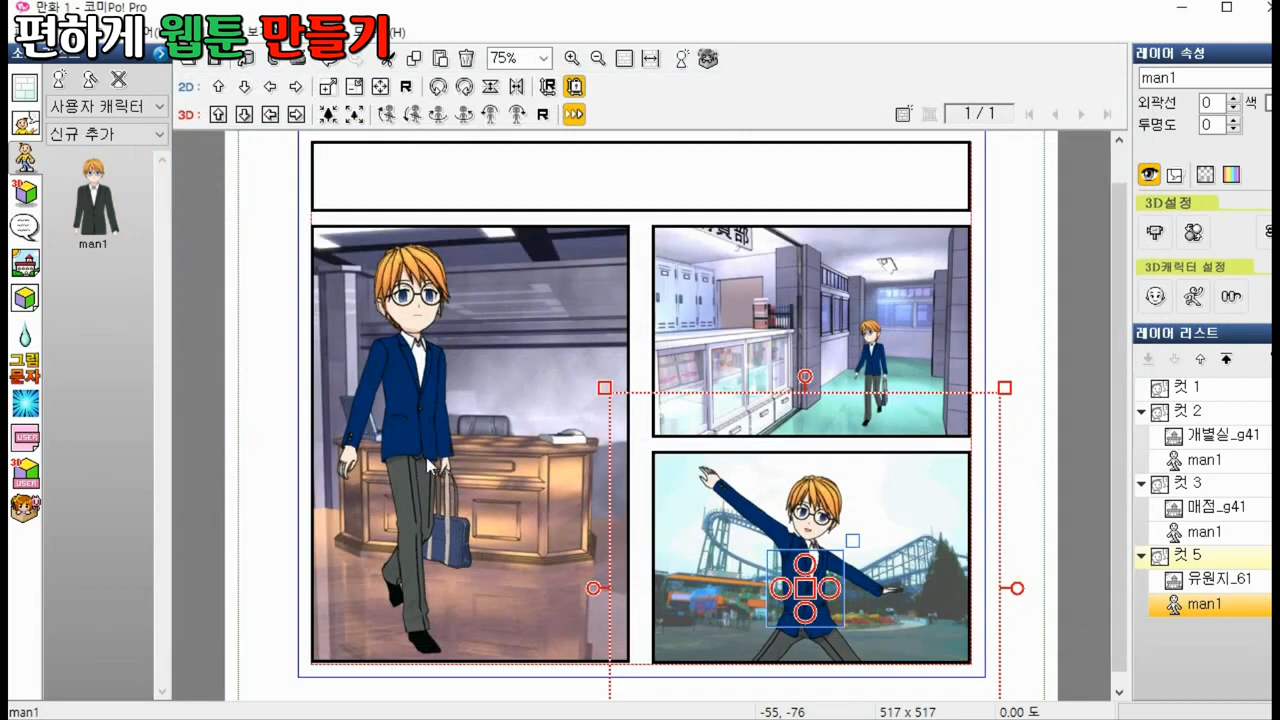 만화 1 - 코미Po! Pro
편하게 웹툰 만들기
(H)
75%
2D:
R
3D:
R
1 / 1
사용자 캐릭터
신규 추가
man1
그림
문자
USER
3D
USER
레이어 속성
man1
외곽선 0 색
투명도 0
3D설정
3D캐릭터 설정
레이어 리스트
컷 1
컷 2
개별실_g41
man1
컷 3
매점_g41
man1
컷 5
유원지_61
man1
man1
-55, -76
517 x 517
0.00 도